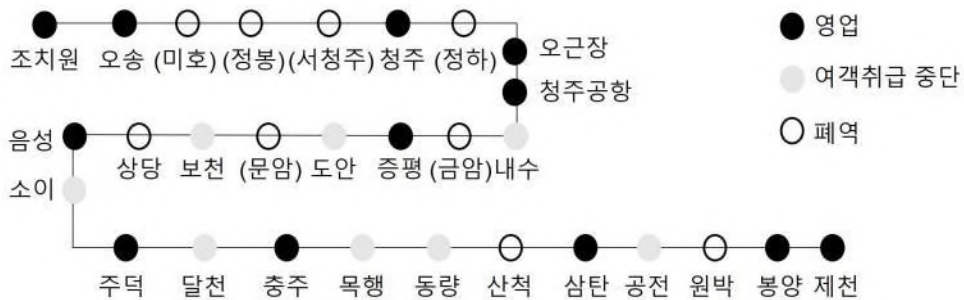 조치원 오송 (미호) (정봉) (서청주) 청주 (정하)
오근장
청주공항
영업
여객취급 중단
폐역
음성
상당 보천 (문암) 도안 증평 (금암) 내수
소이
주덕 달천 충주 목행 동량 산척 삼탄 공전 원박 봉양 제천